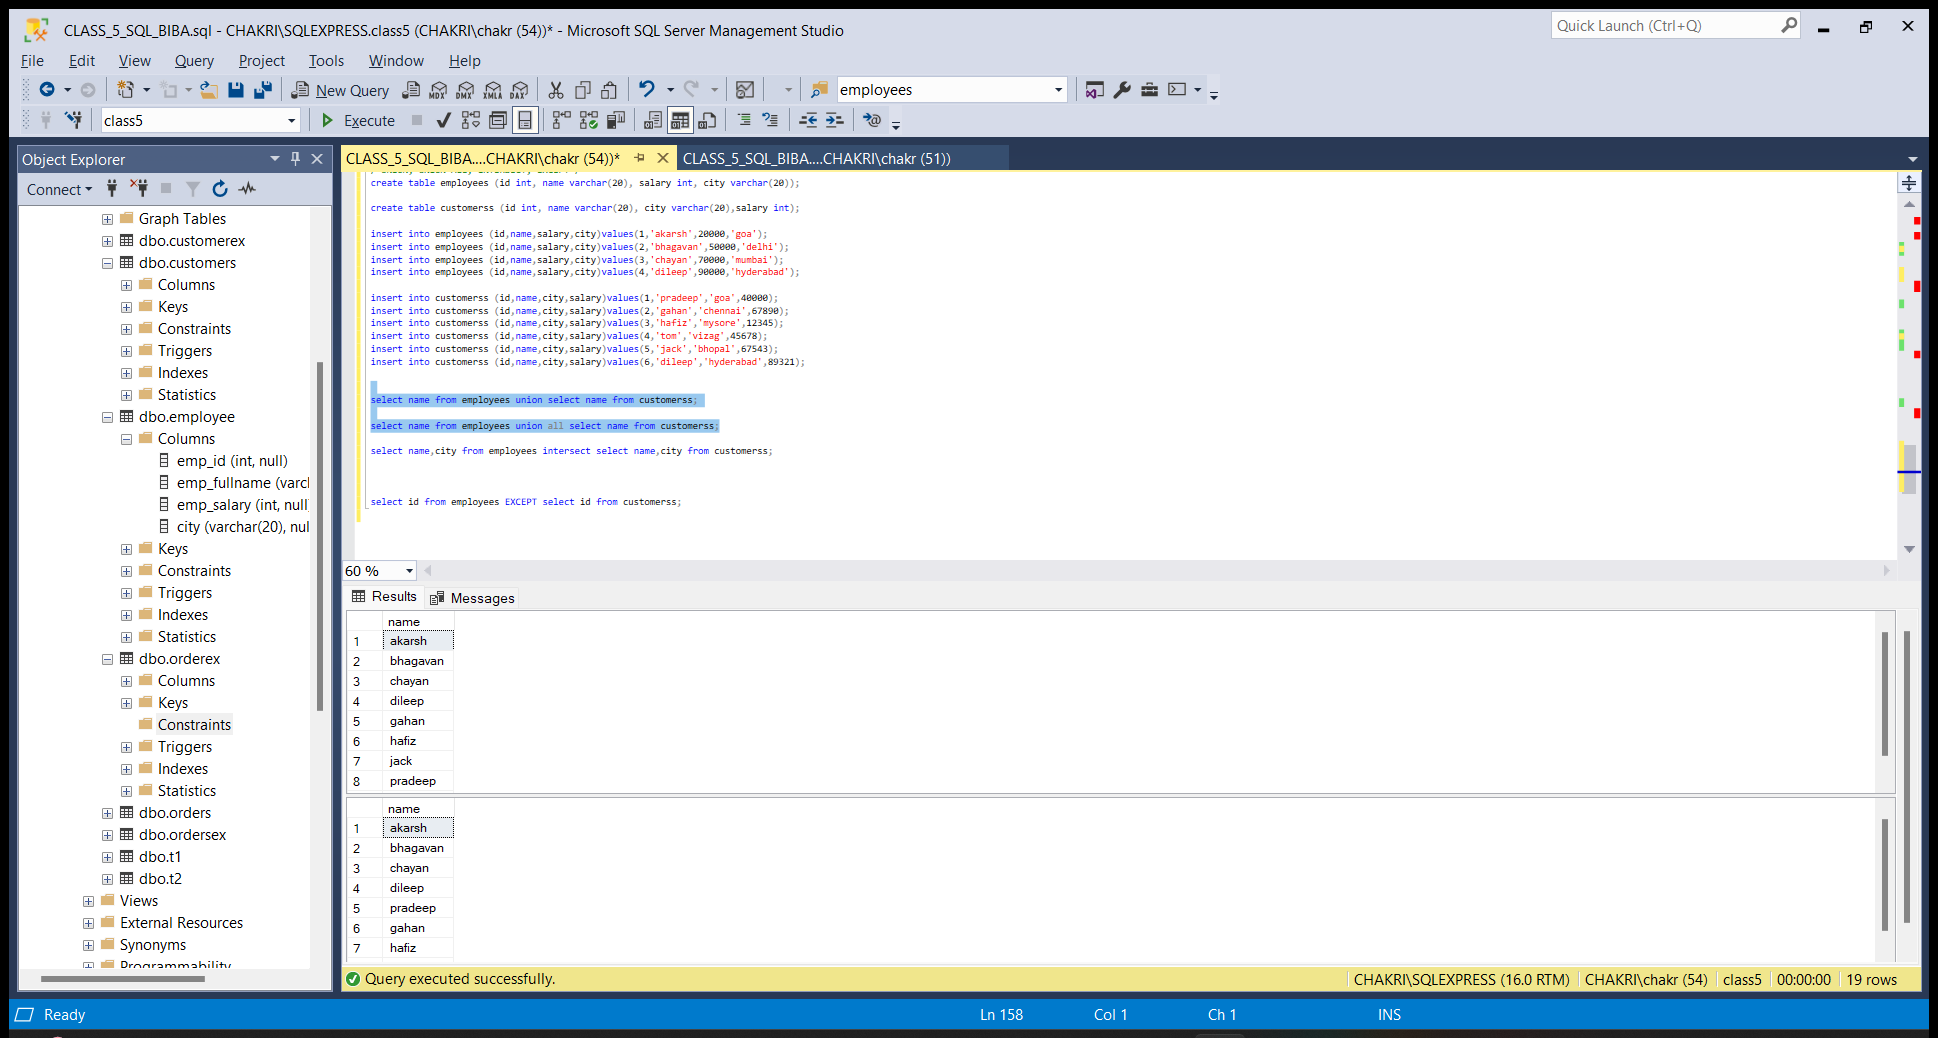 CLASS_5_SQL_BIBA.sql - CHAKRI\SQLEXPRESS.class5 (CHAKRI\chakr (54))* - Microsoft SQL Server Management Studio
Quick Launch (Ctrl+Q)
File Edit View Query Project Tools Window Help
New Query MDX DMX XMLA DAX employees
class5 Execute
Object Explorer
Connect
Graph Tables
dbo.customerex
dbo.customers
Columns
Keys
Constraints
Triggers
Indexes
Statistics
dbo.employee
Columns
emp_id (int, null)
emp_fullname (varcl
emp_salary (int, null
city (varchar(20), nul
Keys
Constraints
Triggers
Indexes
Statistics
dbo.orderex
Columns
Keys
Constraints
Triggers
Indexes
Statistics
dbo.orders
dbo.ordersex
dbo.t1
dbo.t2
Views
External Resources
Synonyms
Programmability
CLASS_5_SQL_BIBA....CHAKRI\chakr (54))* CLASS_5_SQL_BIBA....CHAKRI\chakr (51))
create table employees (id int, name varchar(20), salary int, city varchar(20));
create table customerss (id int, name varchar(20), city varchar(20),salary int);
insert into employees (id,name,salary,city)values(1,'akarsh',20000,'goa');
insert into employees (id,name,salary,city)values(2,'bhagavan',50000,'delhi');
insert into employees (id,name,salary,city)values(3,'chayan',70000,'mumbai');
insert into employees (id,name,salary,city)values(4,'dileep',90000,'hyderabad');
insert into customerss (id,name,city,salary)values(1,'pradeep','goa',40000);
insert into customerss (id,name,city,salary)values(2,'gahan','chennai',67890);
insert into customerss (id,name,city,salary)values(3,'hafiz','mysore',12345);
insert into customerss (id,name,city,salary)values(4,'tom','vizag',45678);
insert into customerss (id,name,city,salary)values(5,'jack','bhopal',67543);
insert into customerss (id,name,city,salary)values(6,'dileep','hyderabad',89321);
select name from employees union select name from customerss;
select name from employees union all select name from customerss;
select name,city from employees intersect select name,city from customerss;
select id from employees EXCEPT select id from customerss;
60 %
Results Messages
name
1 akarsh
2 bhagavan
3 chayan
4 dileep
5 gahan
6 hafiz
7 jack
8 pradeep
name
1 akarsh
2 bhagavan
3 chayan
4 dileep
5 pradeep
6 gahan
7 hafiz
Query executed successfully. CHAKRI\SQLEXPRESS (16.0 RTM) CHAKRI\chakr (54) class5 00:00:00 19 rows
Ready Ln 158 Col 1 Ch 1 INS